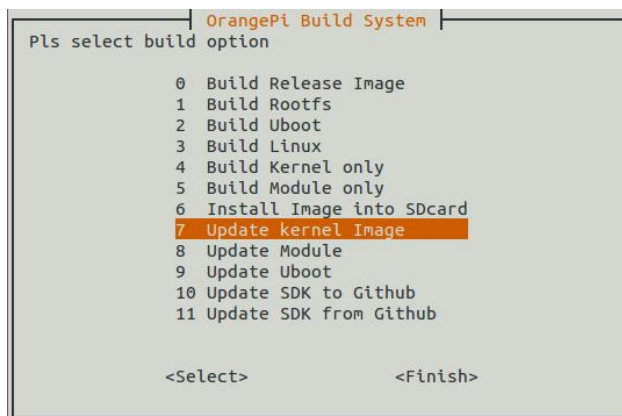 OrangePi Build System
Pls select build option
0 Build Release Image
1 Build Rootfs
2 Build Uboot
3 Build Linux
4 Build Kernel only
5 Build Module only
6 Install Image into SDcard
7 Update kernel Image
8 Update Module
9 Update Uboot
10 Update SDK to Github
11 Update SDK from Github
<Select> <Finish>